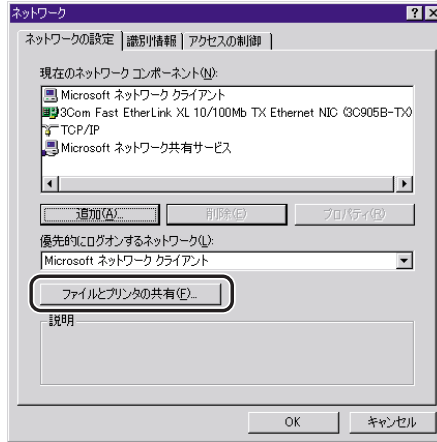 ネットワーク
ネットワークの設定 識別情報 アクセスの制御
現在のネットワーク コンポーネント(N):
Microsoft ネットワーク クライアント
3Com Fast EtherLink XL 10/100Mb TX Ethernet NIC (3C905B-TX)
TCP/IP
Microsoft ネットワーク共有サービス
追加(A)... 削除(E) プロパティ(R)
優先的にログオンするネットワーク(L):
Microsoft ネットワーク クライアント
ファイルとプリンタの共有(F)...
説明
OK キャンセル